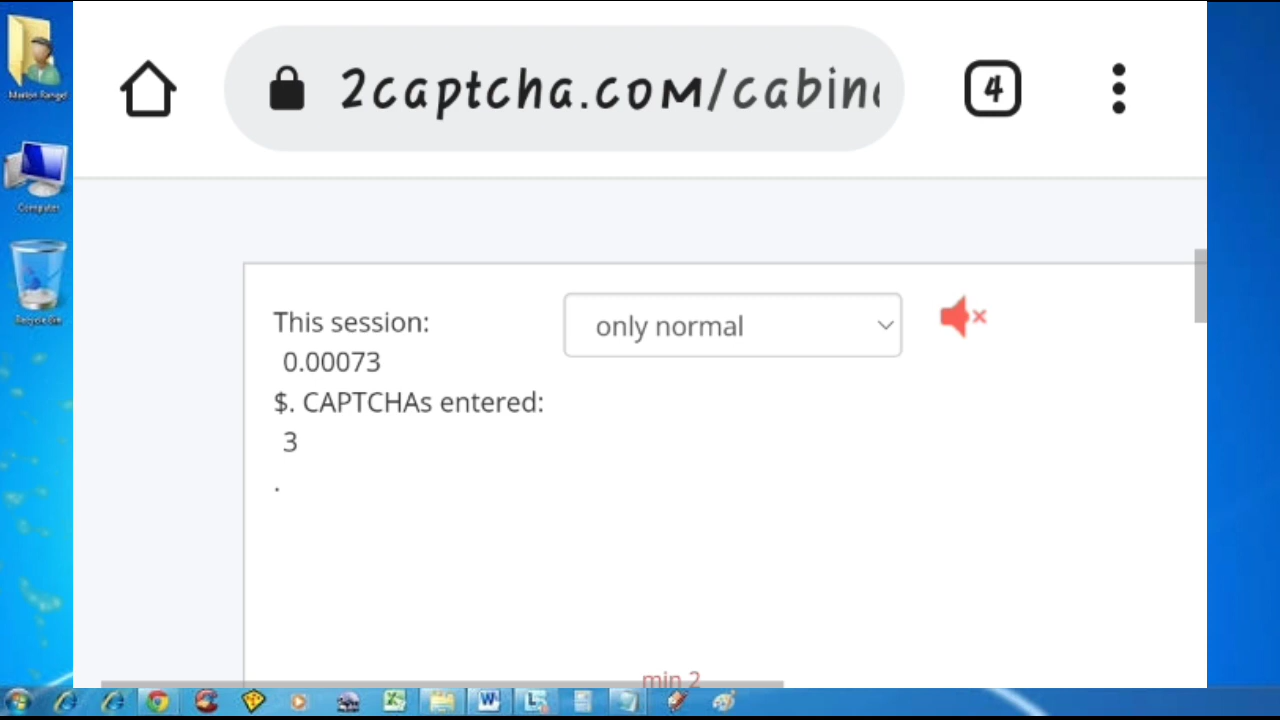 2captcha.com/cabin
4
This session:
only normal
0.00073
$. CAPTCHAs entered:
3
.
min 2
Computer
Recycle Bin